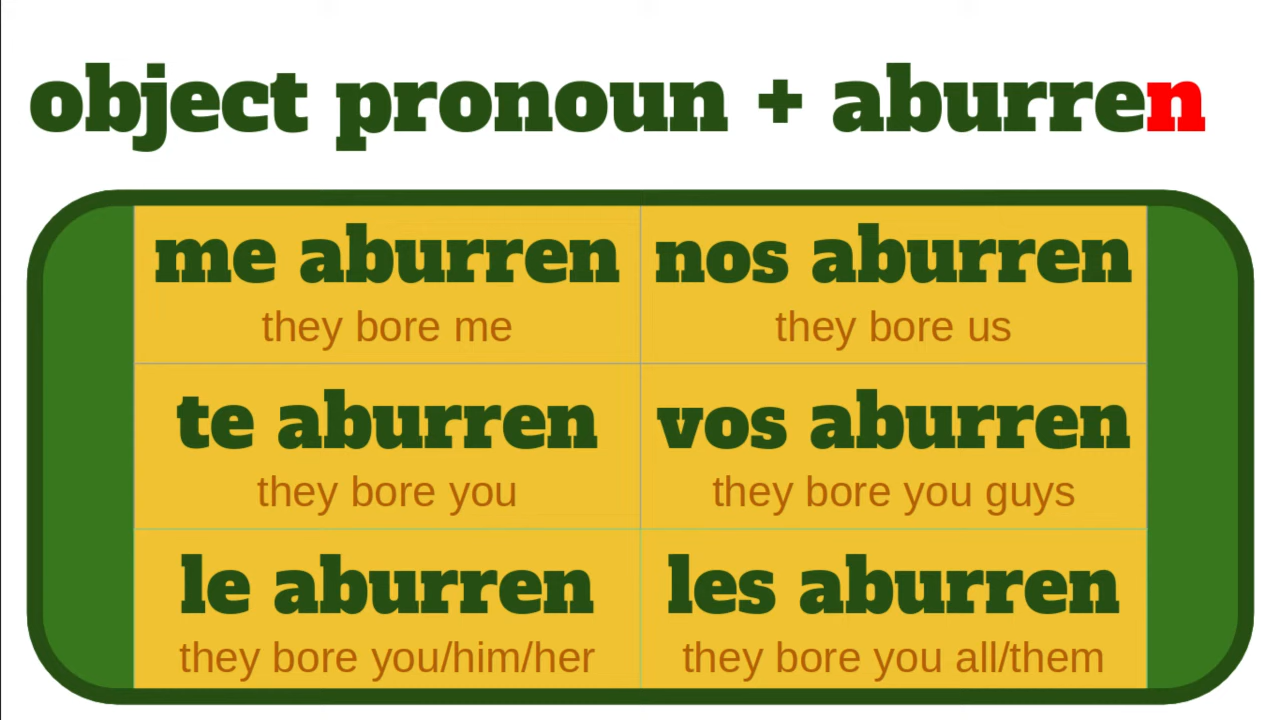 object pronoun + aburren
me aburren
they bore me
nos aburren
they bore us
te aburren
they bore you
vos aburren
they bore you guys
le aburren
they bore you/him/her
les aburren
they bore you all/them